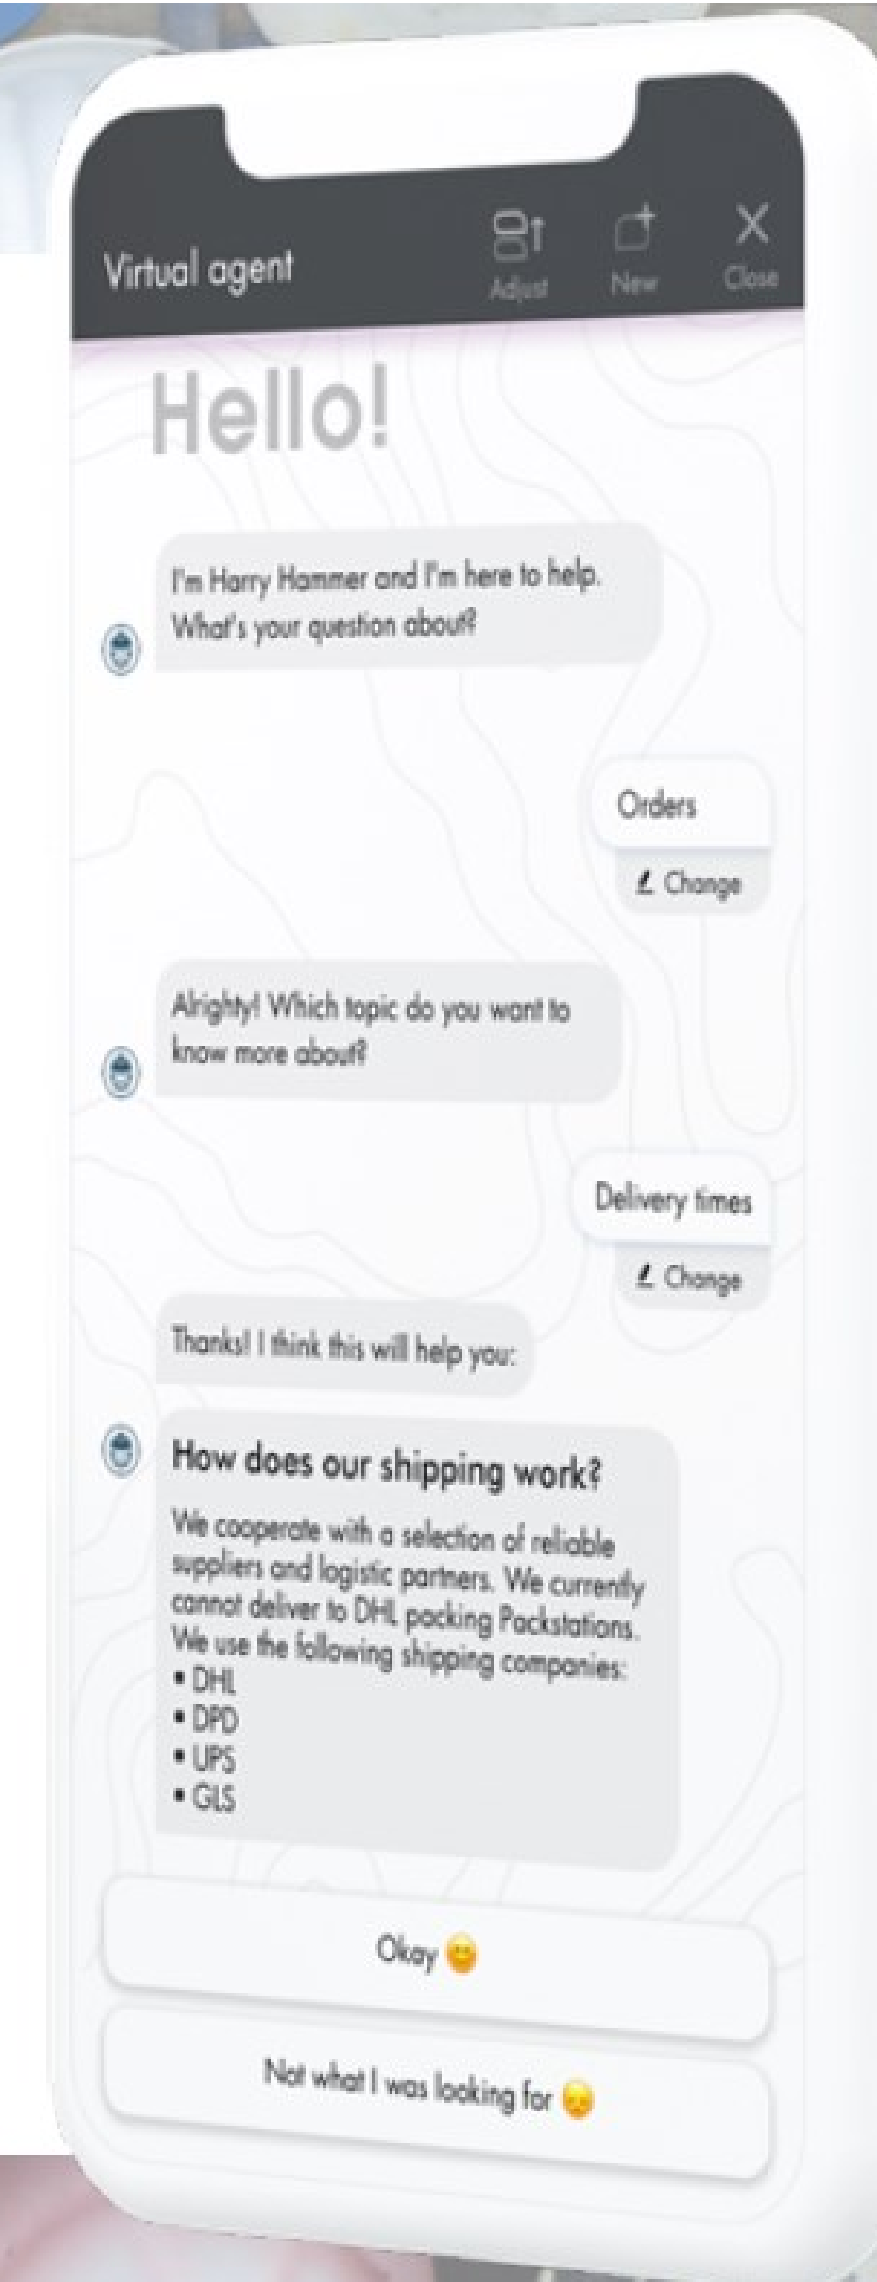 Virtual agent
Adjust
New
Close
Hello!
I'm Harry Hammer and I'm here to help.
What's your question about?
Orders
Change
Alrighty! Which topic do you want to
know more about?
Delivery times
Change
Thanks! I think this will help you:
How does our shipping work?
We cooperate with a selection of reliable
suppliers and logistic partners. We currently
cannot deliver to DHL packing Packstations.
We use the following shipping companies:
▪ DHL
▪ DPD
▪ UPS
▪ GLS
Okay 😊
Not what I was looking for 😞